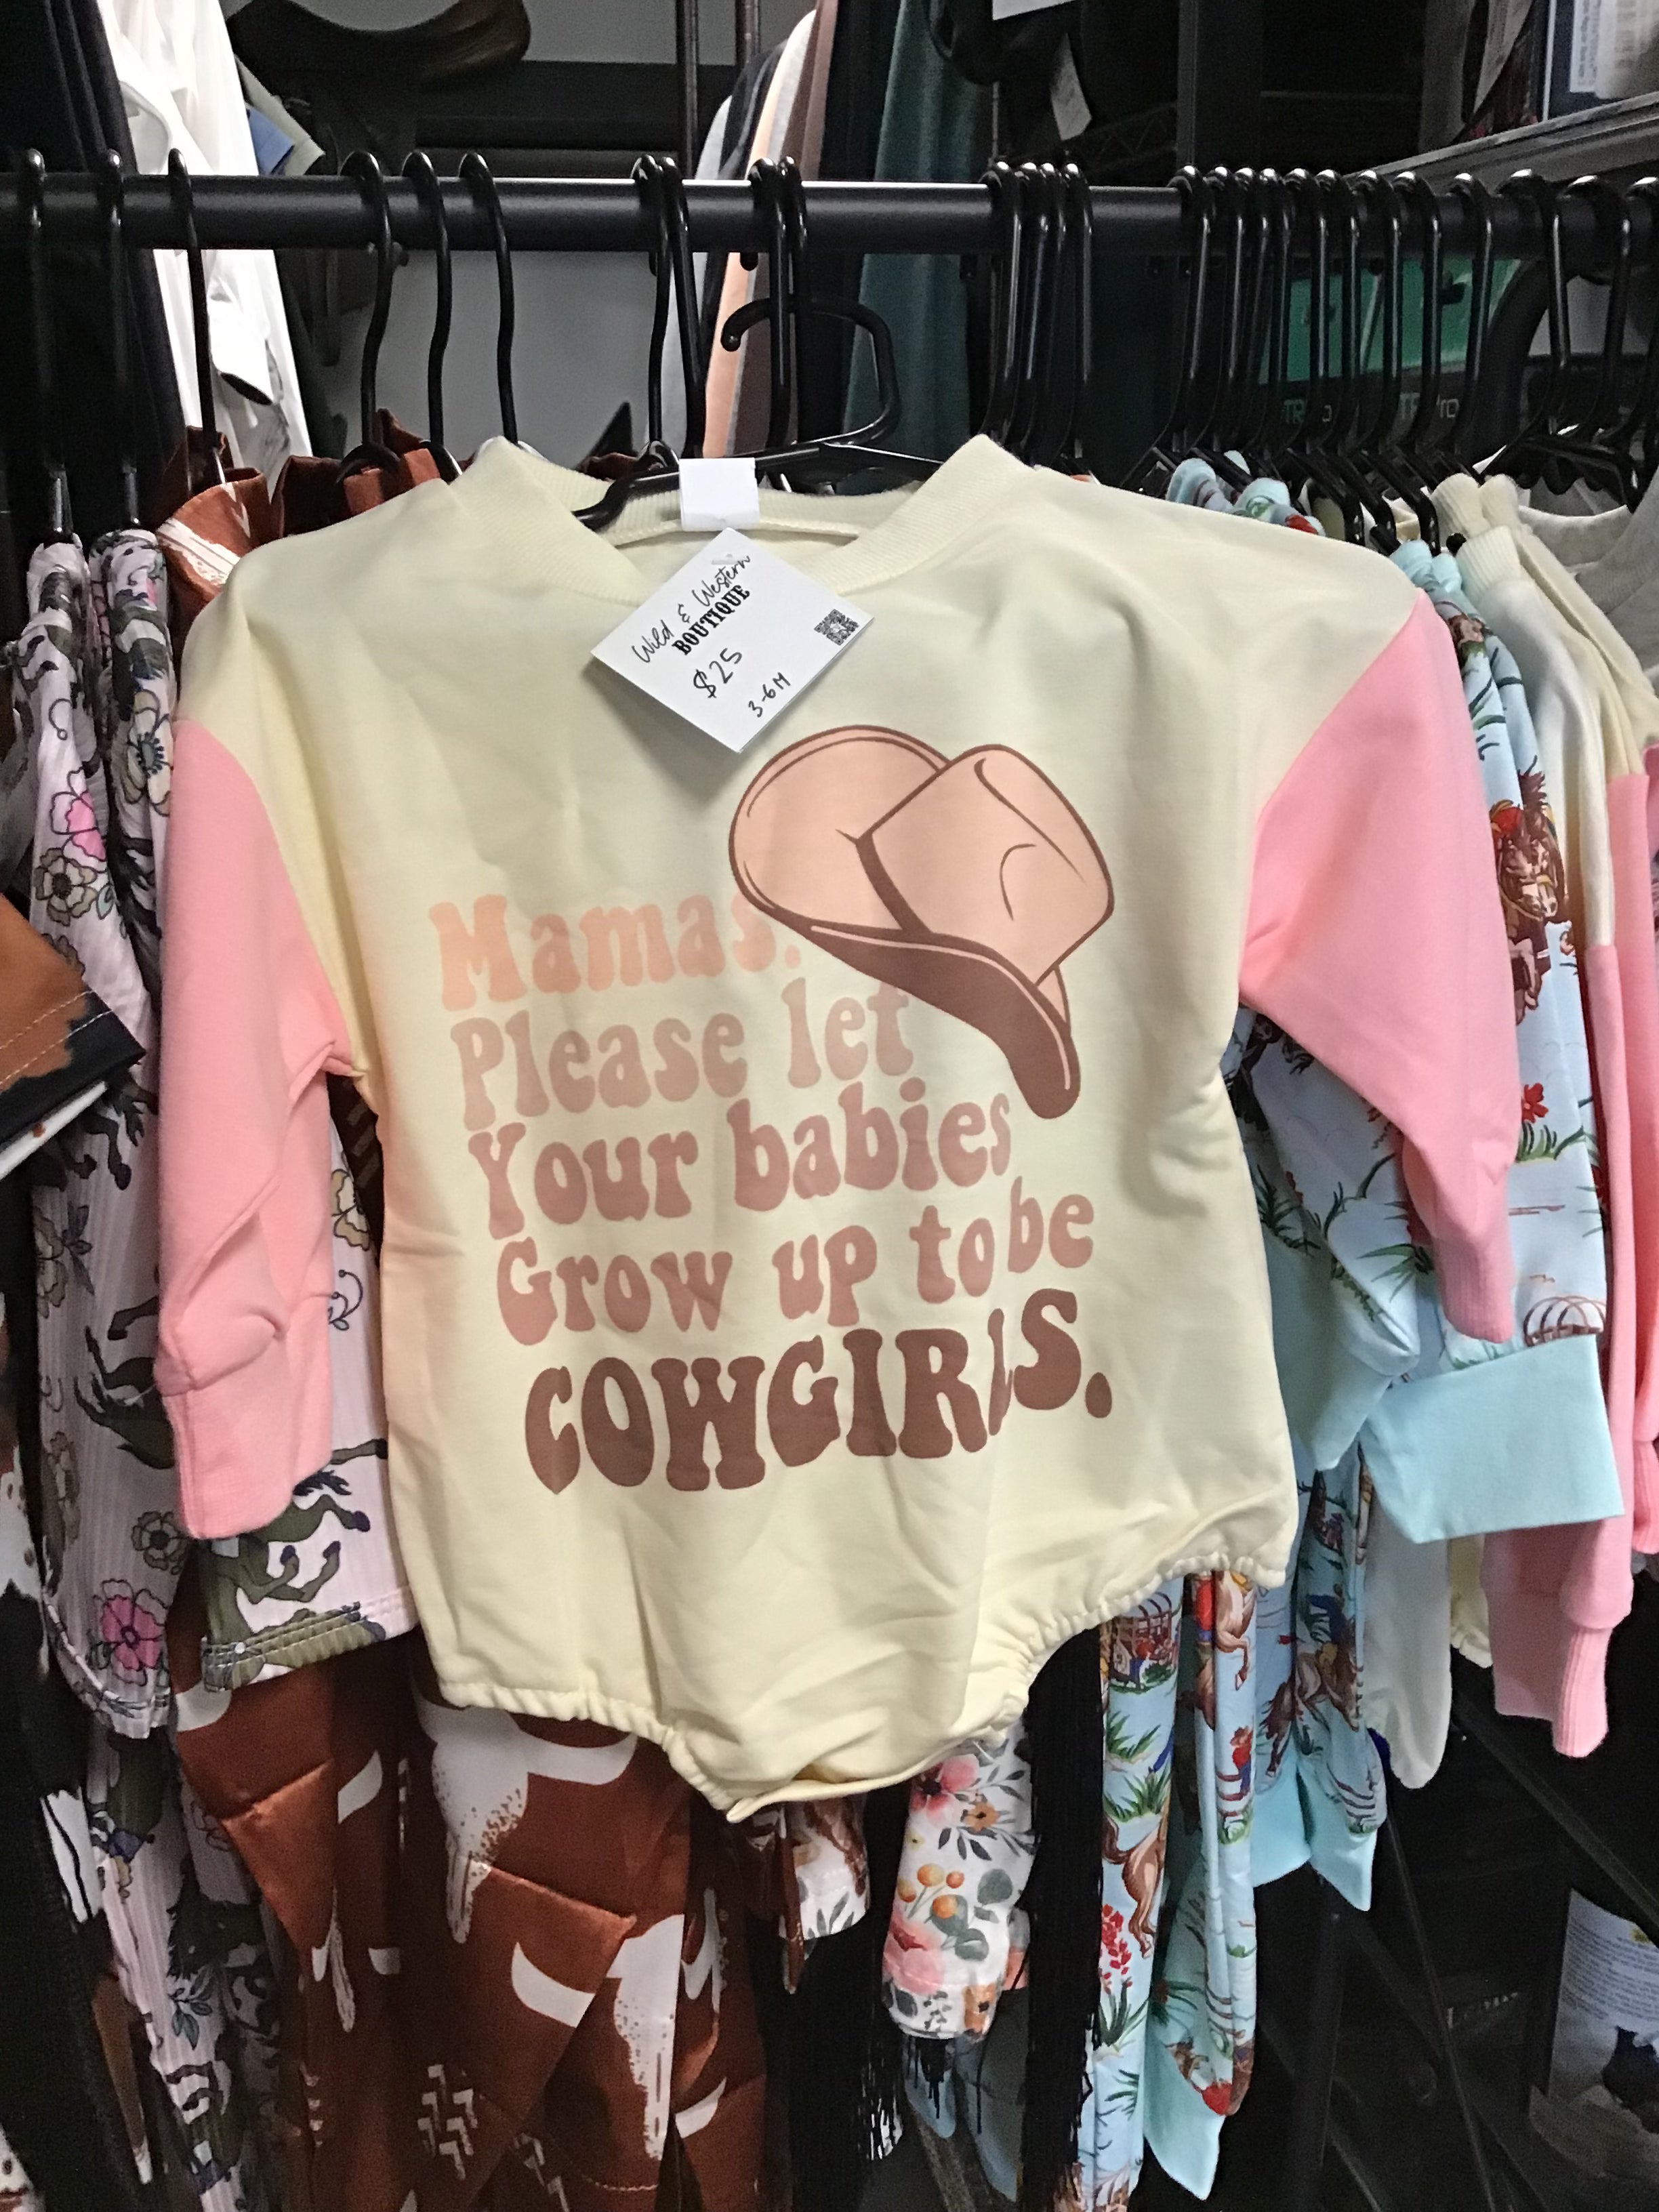 Wild & Western
BOUTIQUE
$25
3-6M
Mamas.
Please let
Your babies
Grow up to be
COWGIRLS.